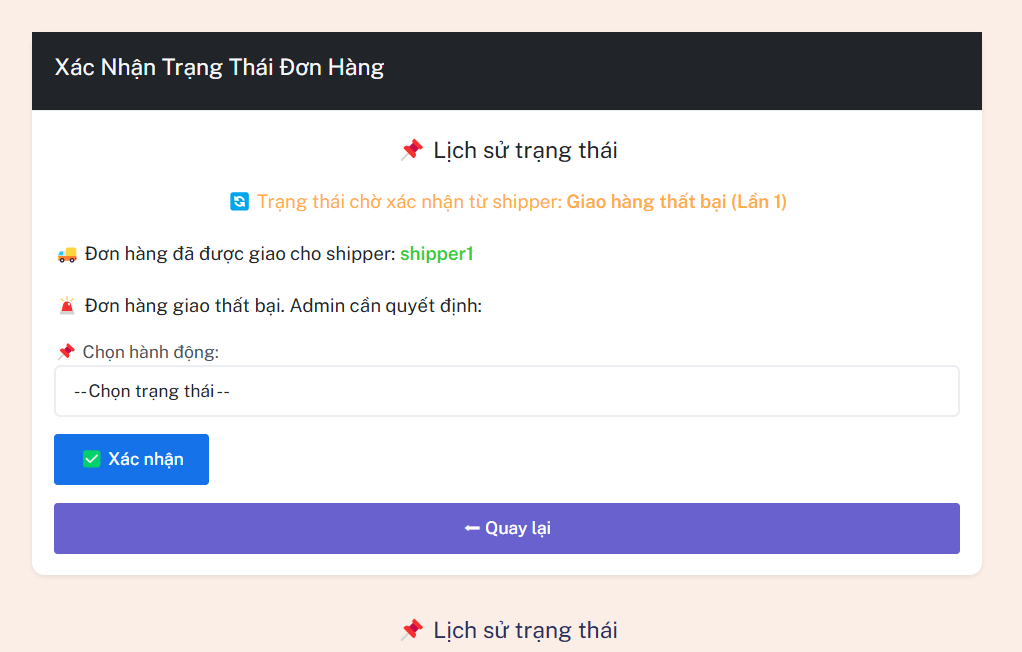 Xác Nhận Trạng Thái Đơn Hàng
📌 Lịch sử trạng thái
🔄 Trạng thái chờ xác nhận từ shipper: Giao hàng thất bại (Lần 1)
🚚 Đơn hàng đã được giao cho shipper: shipper1
🚨 Đơn hàng giao thất bại. Admin cần quyết định:
📌 Chọn hành động:
-- Chọn trạng thái --
✅ Xác nhận
⬅ Quay lại
📌 Lịch sử trạng thái